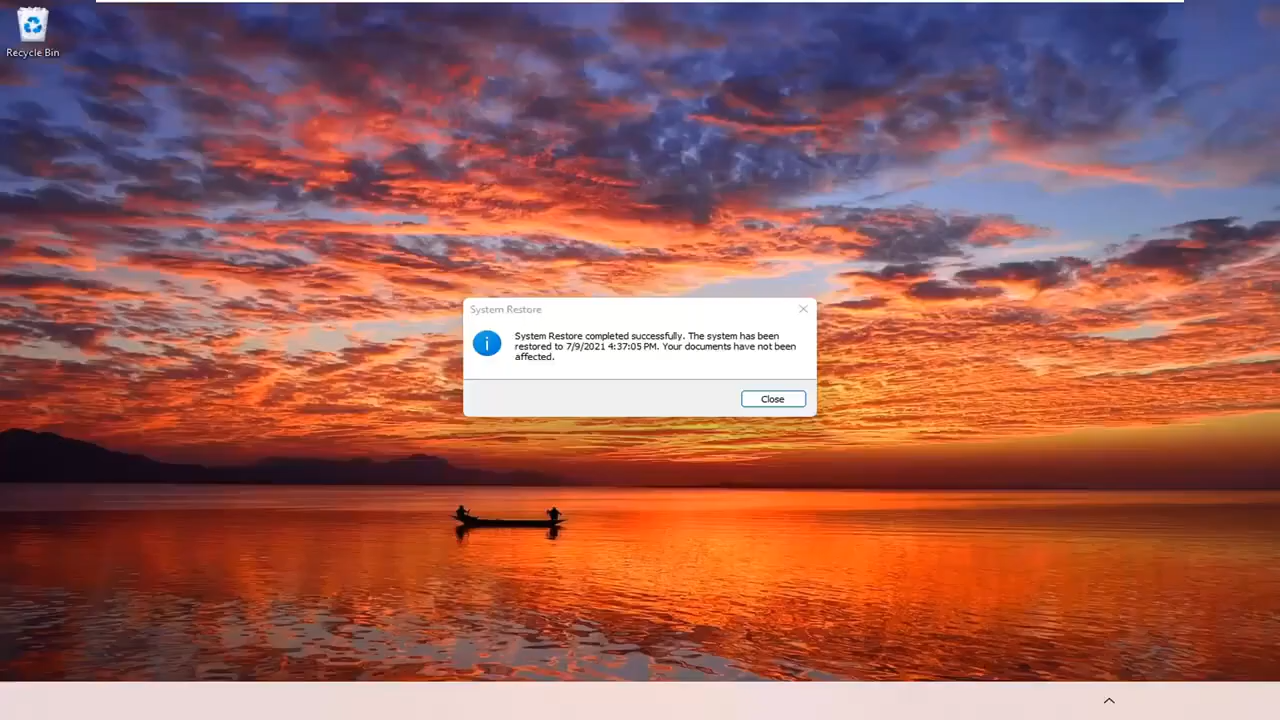 Recycle Bin
System Restore
System Restore completed successfully. The system has been
restored to 7/9/2021 4:37:05 PM. Your documents have not been
affected.
Close